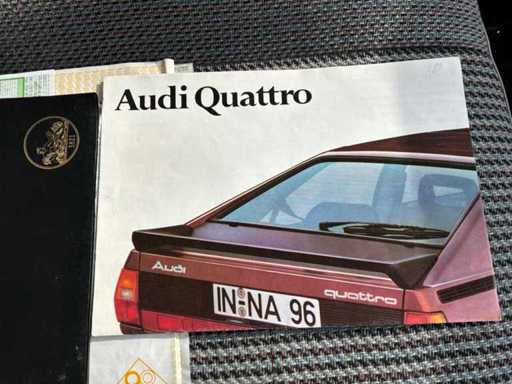 Audi Quattro
Audi
quattro
IN-NA 96